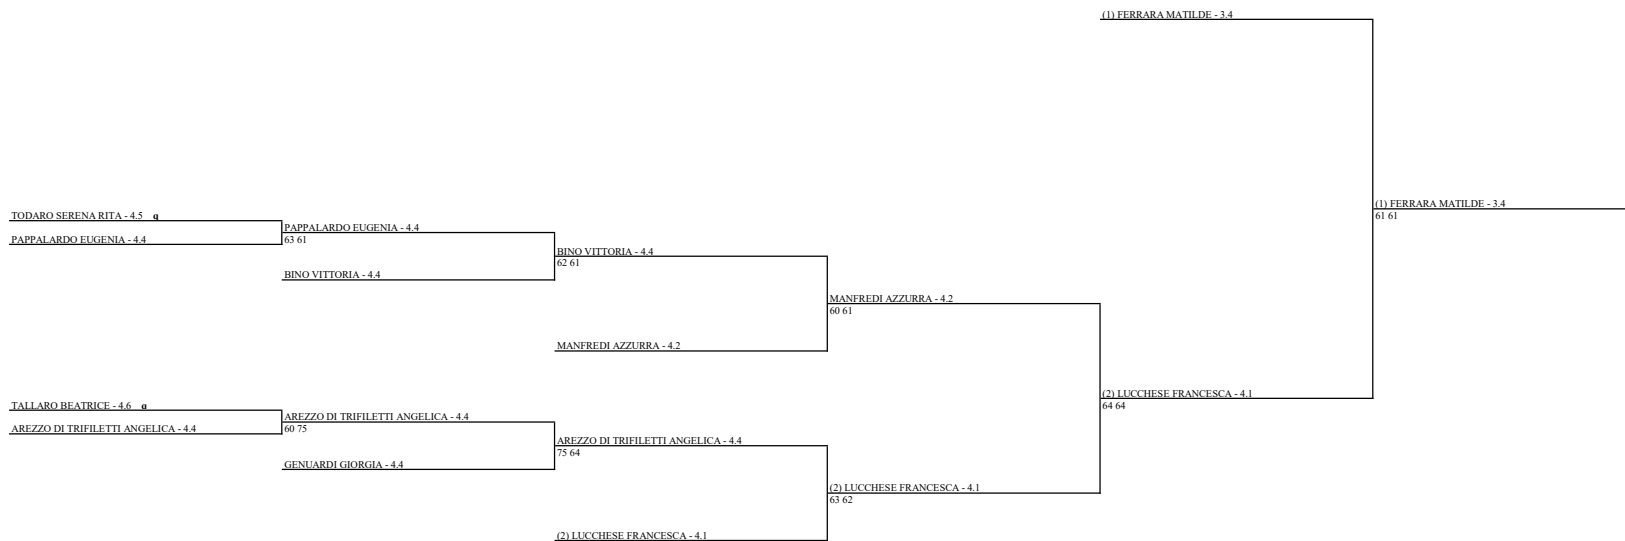 (1) FERRARA MATILDE - 3.4
(1) FERRARA MATILDE - 3.4
61 61
TODARO SERENA RITA - 4.5 q
PAPPALARDO EUGENIA - 4.4
PAPPALARDO EUGENIA - 4.4
63 61
BINO VITTORIA - 4.4
BINO VITTORIA - 4.4
62 61
MANFREDI AZZURRA - 4.2
MANFREDI AZZURRA - 4.2
60 61
(2) LUCCHESE FRANCESCA - 4.1
64 64
TALLARO BEATRICE - 4.6 q
AREZZO DI TRIFILETTI ANGELICA - 4.4
AREZZO DI TRIFILETTI ANGELICA - 4.4
60 75
GENUARDI GIORGIA - 4.4
AREZZO DI TRIFILETTI ANGELICA - 4.4
75 64
(2) LUCCHESE FRANCESCA - 4.1
63 62
(2) LUCCHESE FRANCESCA - 4.1